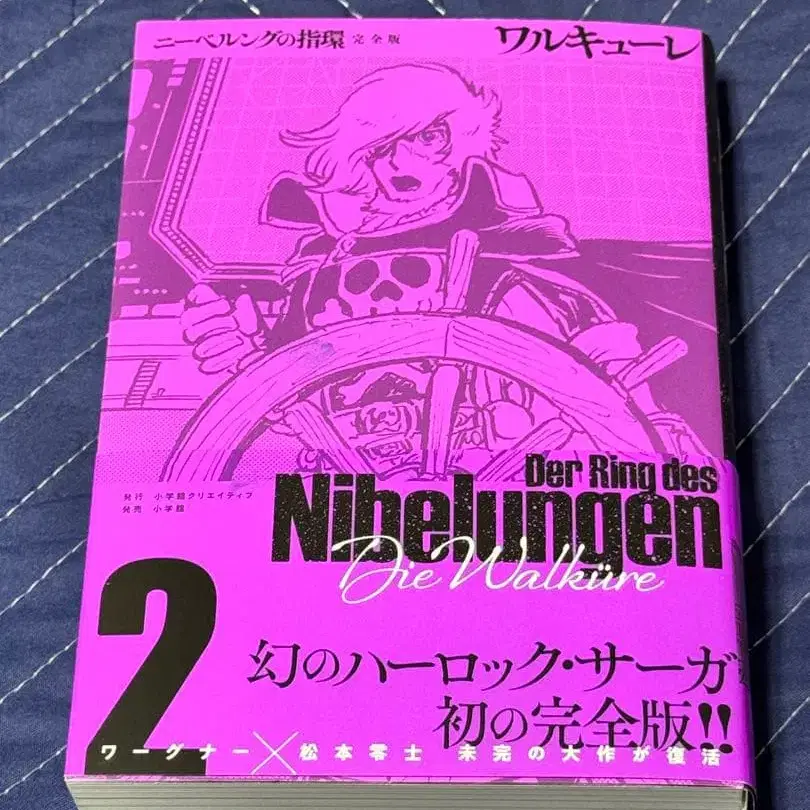 ニーベルングの指環 完全版 ワルキューレ
Der Ring des
Nibelungen
Die Walküre
発行 小学館クリエイティブ
発売 小学館
2
幻のハーロック・サーガ
初の完全版!!
ワーグナー×松本零士 未完の大作が復活